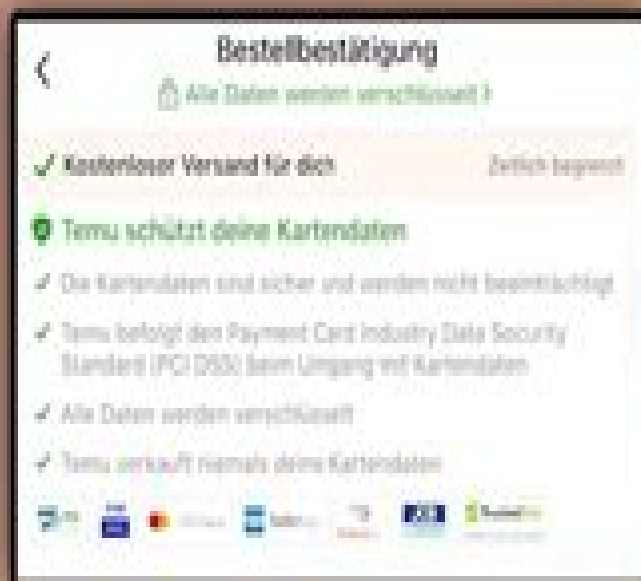 Bestellbestätigung
Alle Daten werden verschlüsselt
Kostenloser Versand für dich
Zeitlich begrenzt
Temu schützt deine Kartendaten
Die Kartendaten sind sicher und werden nicht beeinträchtigt
Temu befolgt den Payment Card Industry Data Security
Standard (PCI DSS) beim Umgang mit Kartendaten
Alle Daten werden verschlüsselt
Temu verkauft niemals deine Kartendaten